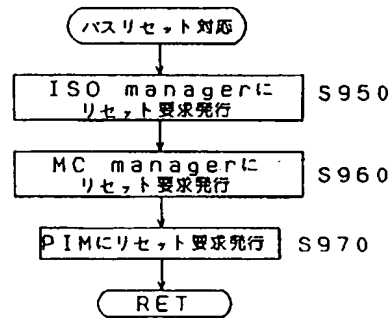 バスリセット対応
ISO managerに
リセット要求発行
S950
MC managerに
リセット要求発行
S960
PIMにリセット要求発行
S970
RET